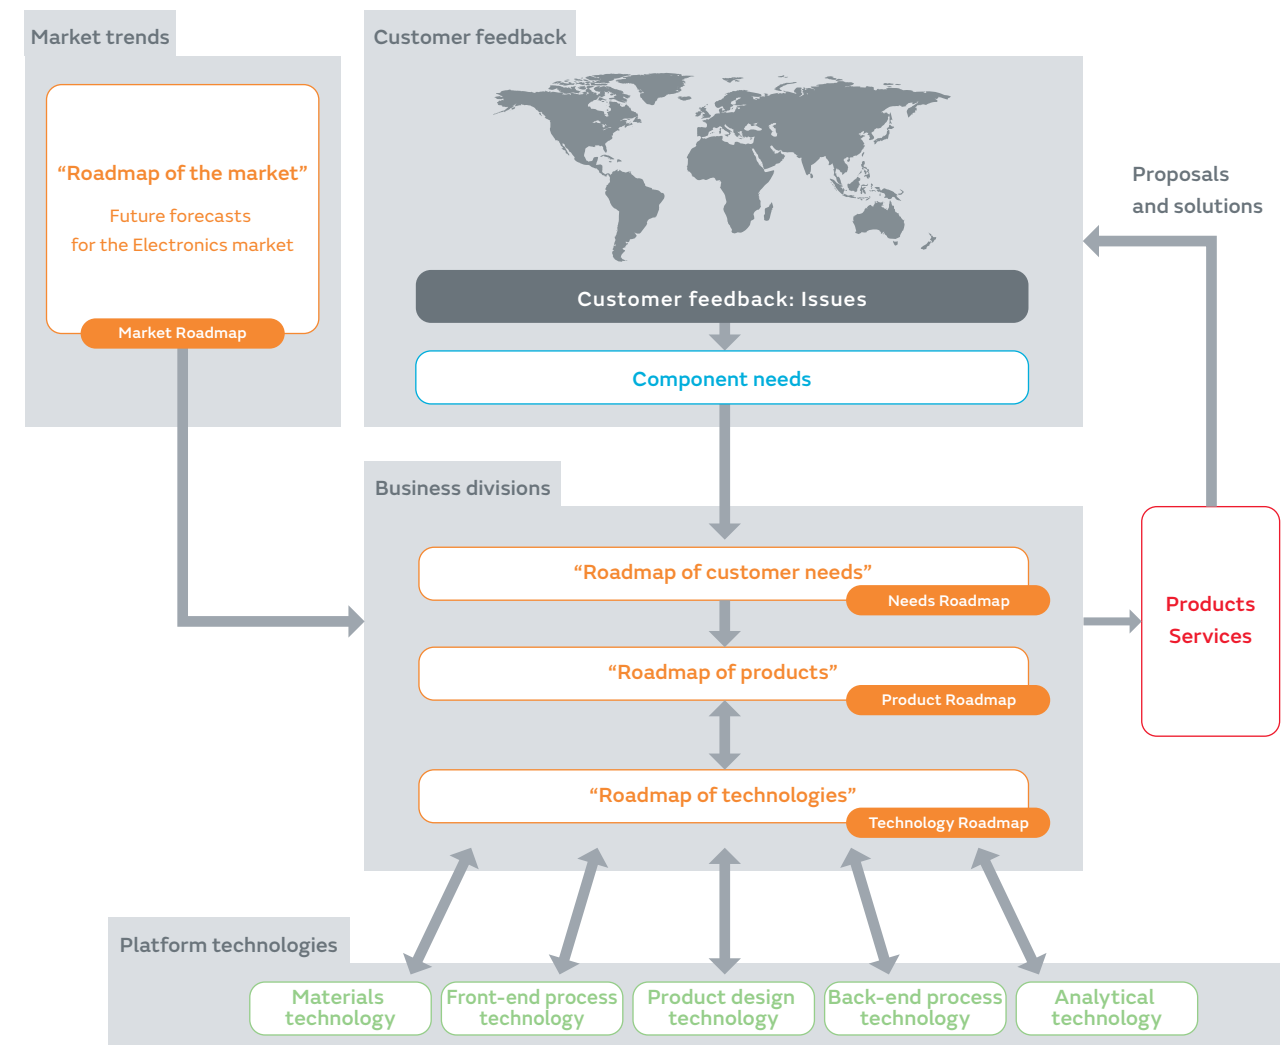 Market trends
“Roadmap of the market”
Future forecasts
for the Electronics market
Market Roadmap
Customer feedback
Customer feedback: Issues
Component needs
Proposals
and solutions
Business divisions
“Roadmap of customer needs”
Needs Roadmap
“Roadmap of products”
Product Roadmap
“Roadmap of technologies”
Technology Roadmap
Products
Services
Platform technologies
Materials
technology
Front-end process
technology
Product design
technology
Back-end process
technology
Analytical
technology